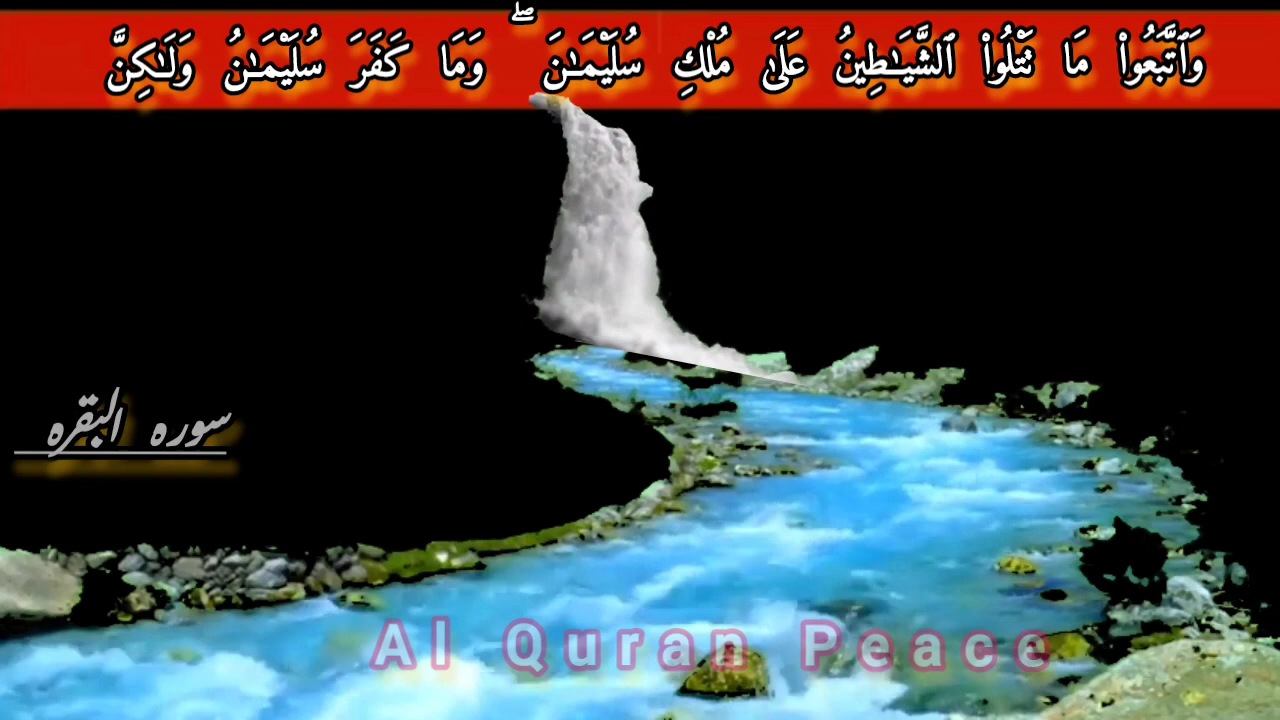 وَٱتَّبَعُوا۟ مَا تَتْلُوا۟ ٱلشَّيَـٰطِينُ عَلَىٰ مُلْكِ سُلَيْمَـٰنَ ۖ وَمَا كَفَرَ سُلَيْمَـٰنُ وَلَـٰكِنَّ
سورہ البقرہ
Al Quran Peace